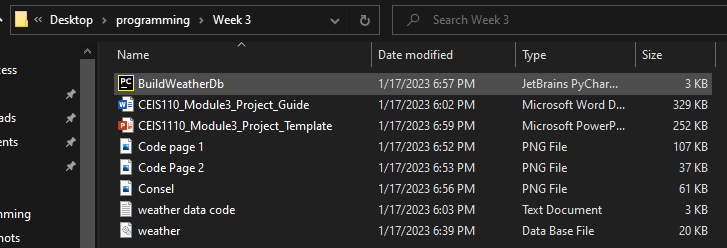 « Desktop > programming > Week 3
Search Week 3
Name Date modified Type Size
cess
PC BuildWeatherDb 1/17/2023 6:57 PM JetBrains PyChar... 3 KB
CEIS110_Module3_Project_Guide 1/17/2023 6:02 PM Microsoft Word D... 329 KB
ads CEIS1110_Module3_Project_Template 1/17/2023 6:59 PM Microsoft PowerP... 252 KB
ents Code page 1 1/17/2023 6:52 PM PNG File 107 KB
Code Page 2 1/17/2023 6:53 PM PNG File 37 KB
Consel 1/17/2023 6:56 PM PNG File 61 KB
mming weather data code 1/17/2023 6:03 PM Text Document 3 KB
hots weather 1/17/2023 6:39 PM Data Base File 20 KB